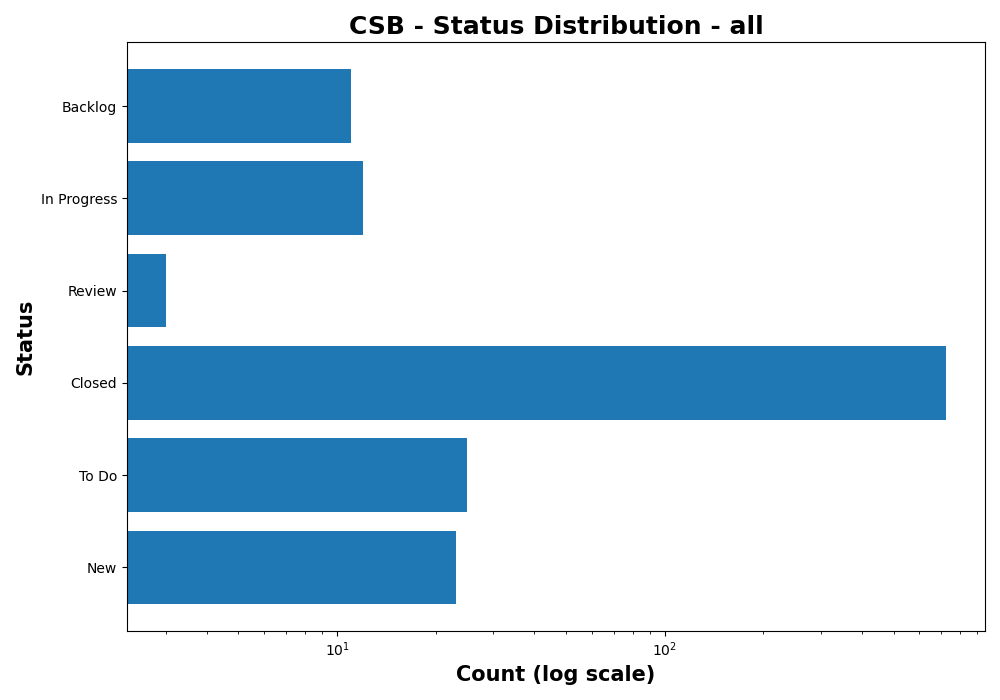 CSB - Status Distribution - all
Status
Backlog
In Progress
Review
Closed
To Do
New
10¹ 10²
Count (log scale)